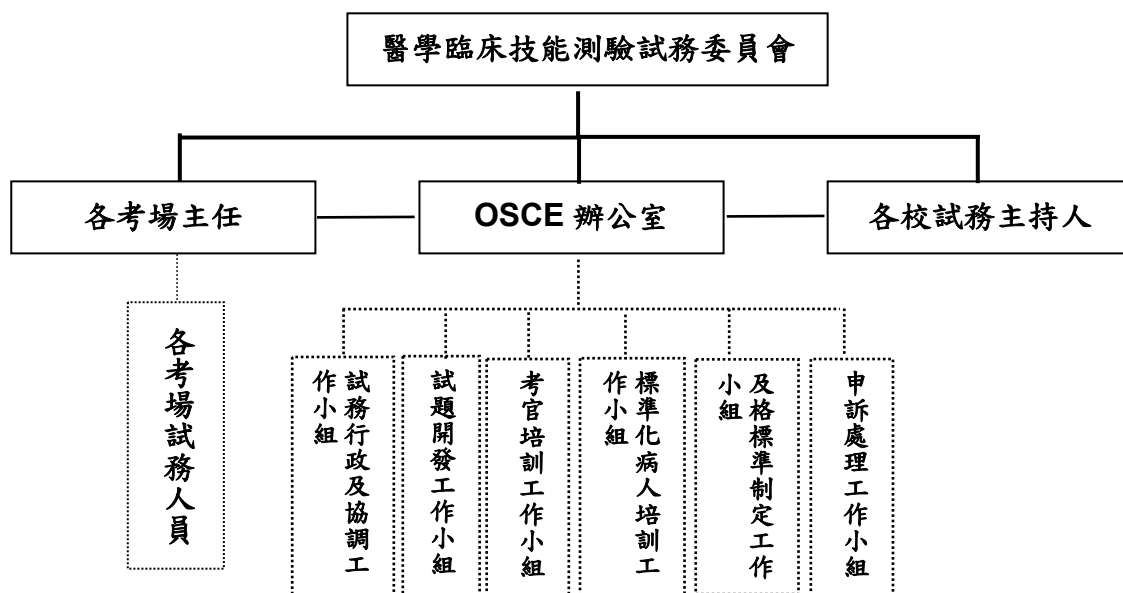 醫學臨床技能測驗試務委員會
各考場主任
OSCE 辦公室
各校試務主持人
各考場試務人員
試務行政及協調工
作小組
試題開發工作小組
考官培訓工作小組
標準化病人培訓工
作小組
及格標準制定工作
小組
申訴處理工作小組